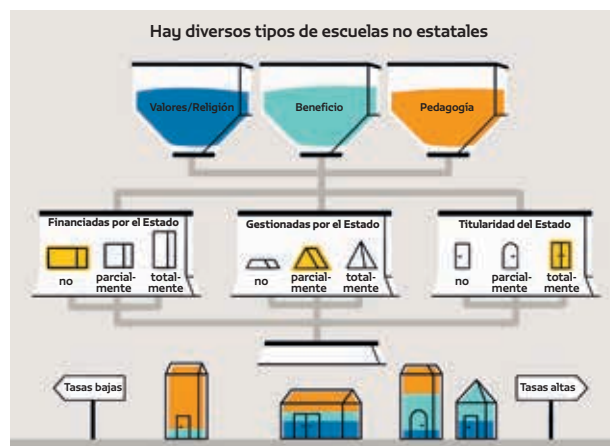 Hay diversos tipos de escuelas no estatales
Valores/Religión
Beneficio
Pedagogía
Financiadas por el Estado
no
parcial-
mente
total-
mente
Gestionadas por el Estado
no
parcial-
mente
total-
mente
Titularidad del Estado
no
parcial-
mente
total-
mente
Tasas bajas
Tasas altas